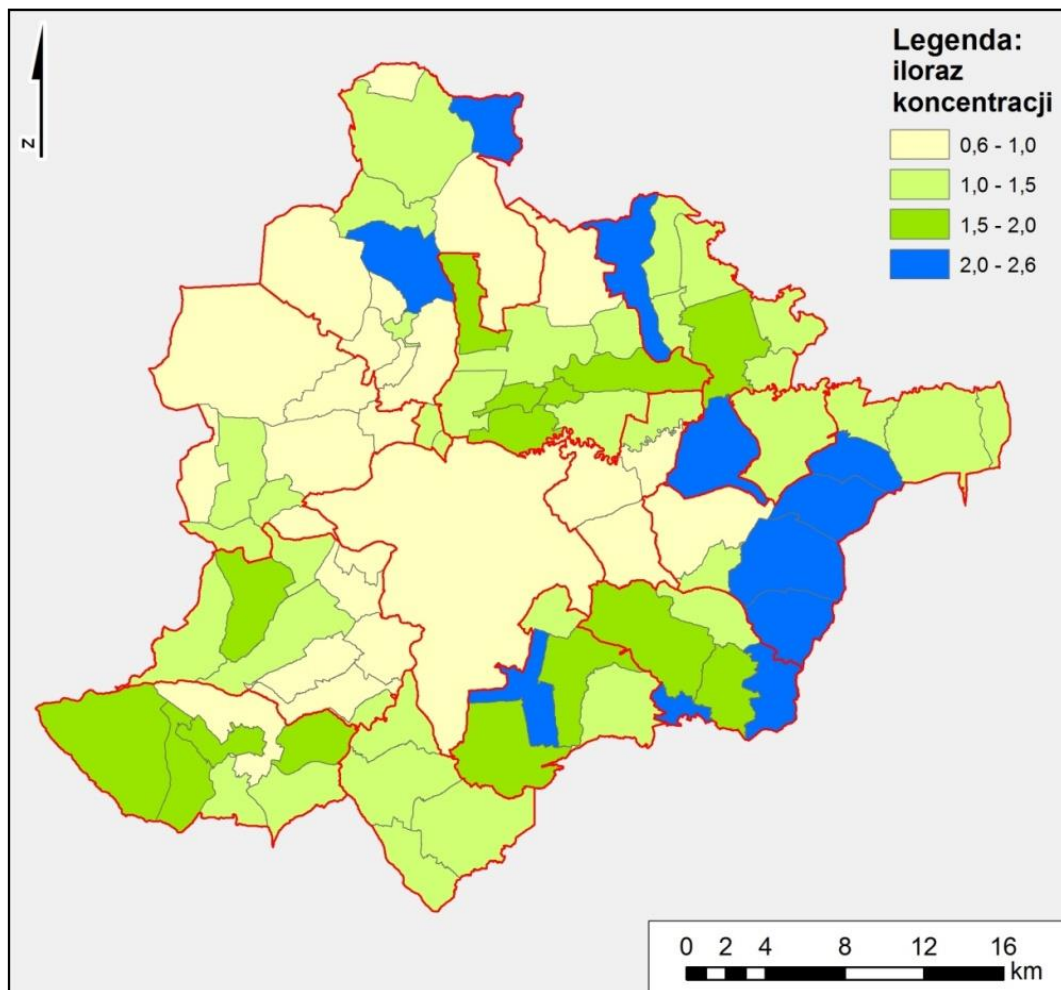 N
Legenda:
iloraz
koncentracji
0,6 - 1,0
1,0 - 1,5
1,5 - 2,0
2,0 - 2,6
0 2 4 8 12 16
km